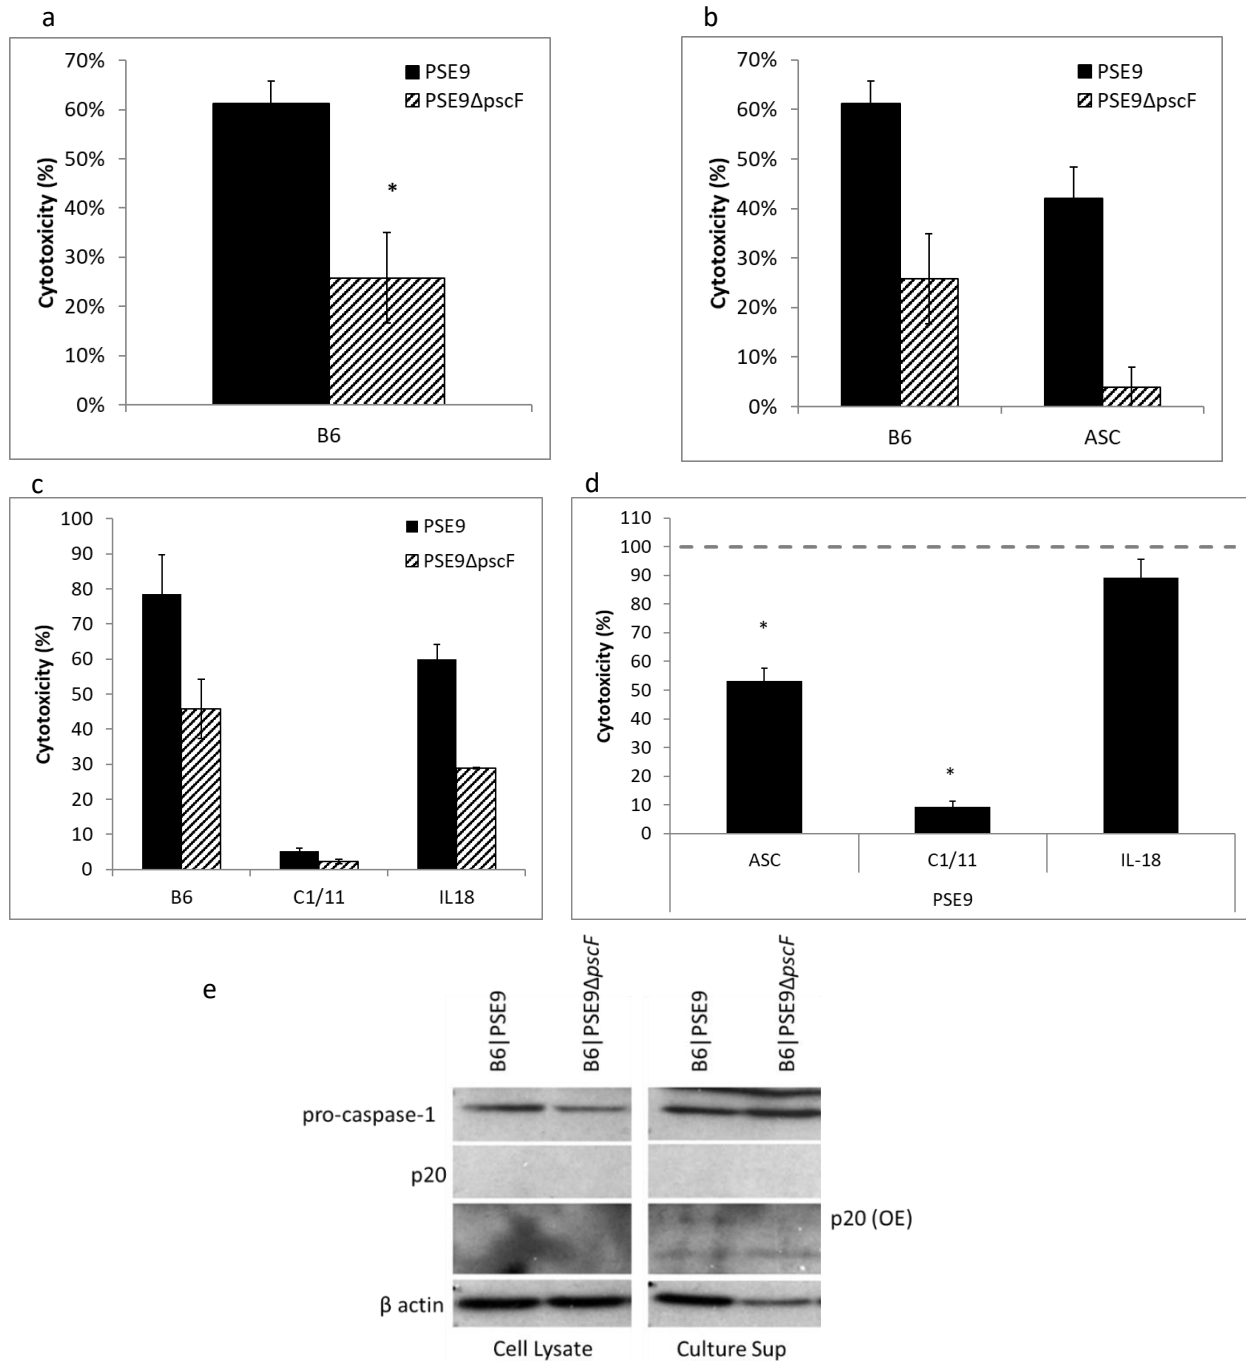 a
70%
60%
50%
40%
30%
20%
10%
0%
Cytotoxicity (%)
PSE9
PSE9ΔpscF
*
B6
b
70%
60%
50%
40%
30%
20%
10%
0%
Cytotoxicity (%)
PSE9
PSE9ΔpscF
B6 ASC
c
100
90
80
70
60
50
40
30
20
10
0
Cytotoxicity (%)
PSE9
PSE9ΔpscF
B6 C1/11 IL18
d
110
100
90
80
70
60
50
40
30
20
10
0
Cytotoxicity (%)
*
*
ASC C1/11 IL-18
PSE9
e
B6|PSE9
B6|PSE9ΔpscF
B6|PSE9
B6|PSE9ΔpscF
pro-caspase-1
p20
p20 (OE)
β actin
Cell Lysate Culture Sup